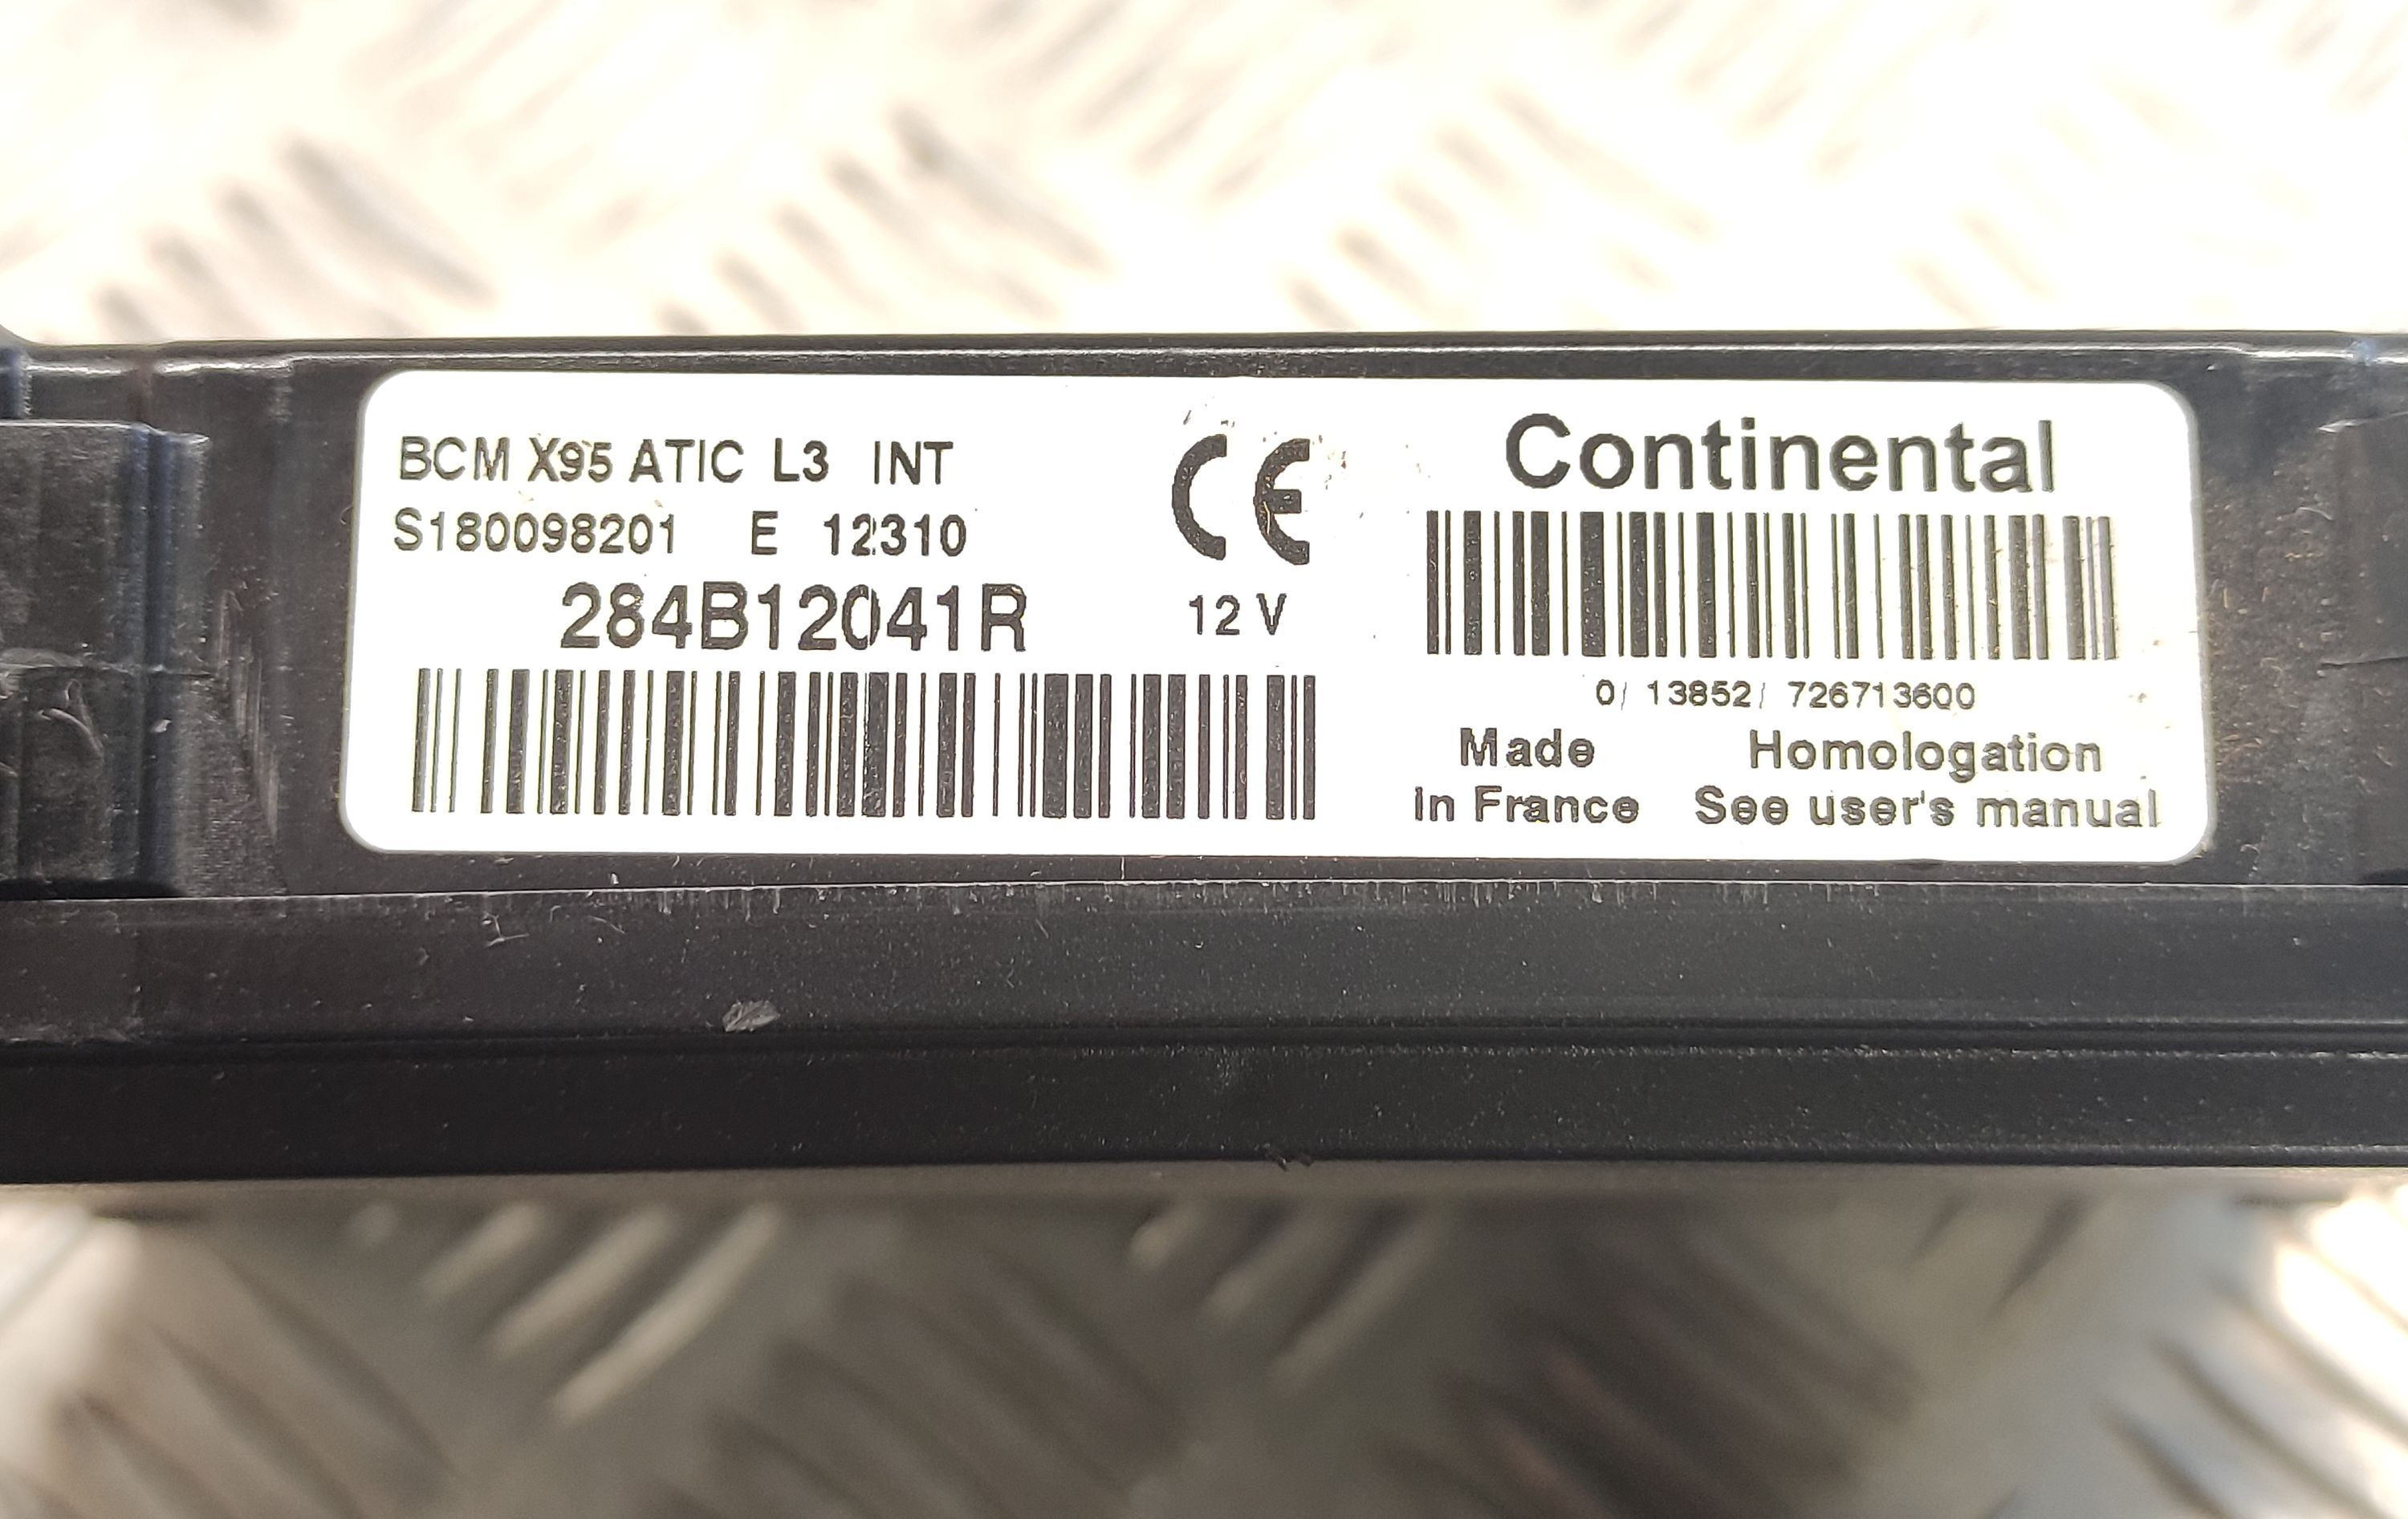 BCM X95 ATIC L3 INT
S180098201 E 12310
284B12041R
CE
12 V
Continental
0/ 13852/ 726713600
Made
In France
Homologation
See user's manual